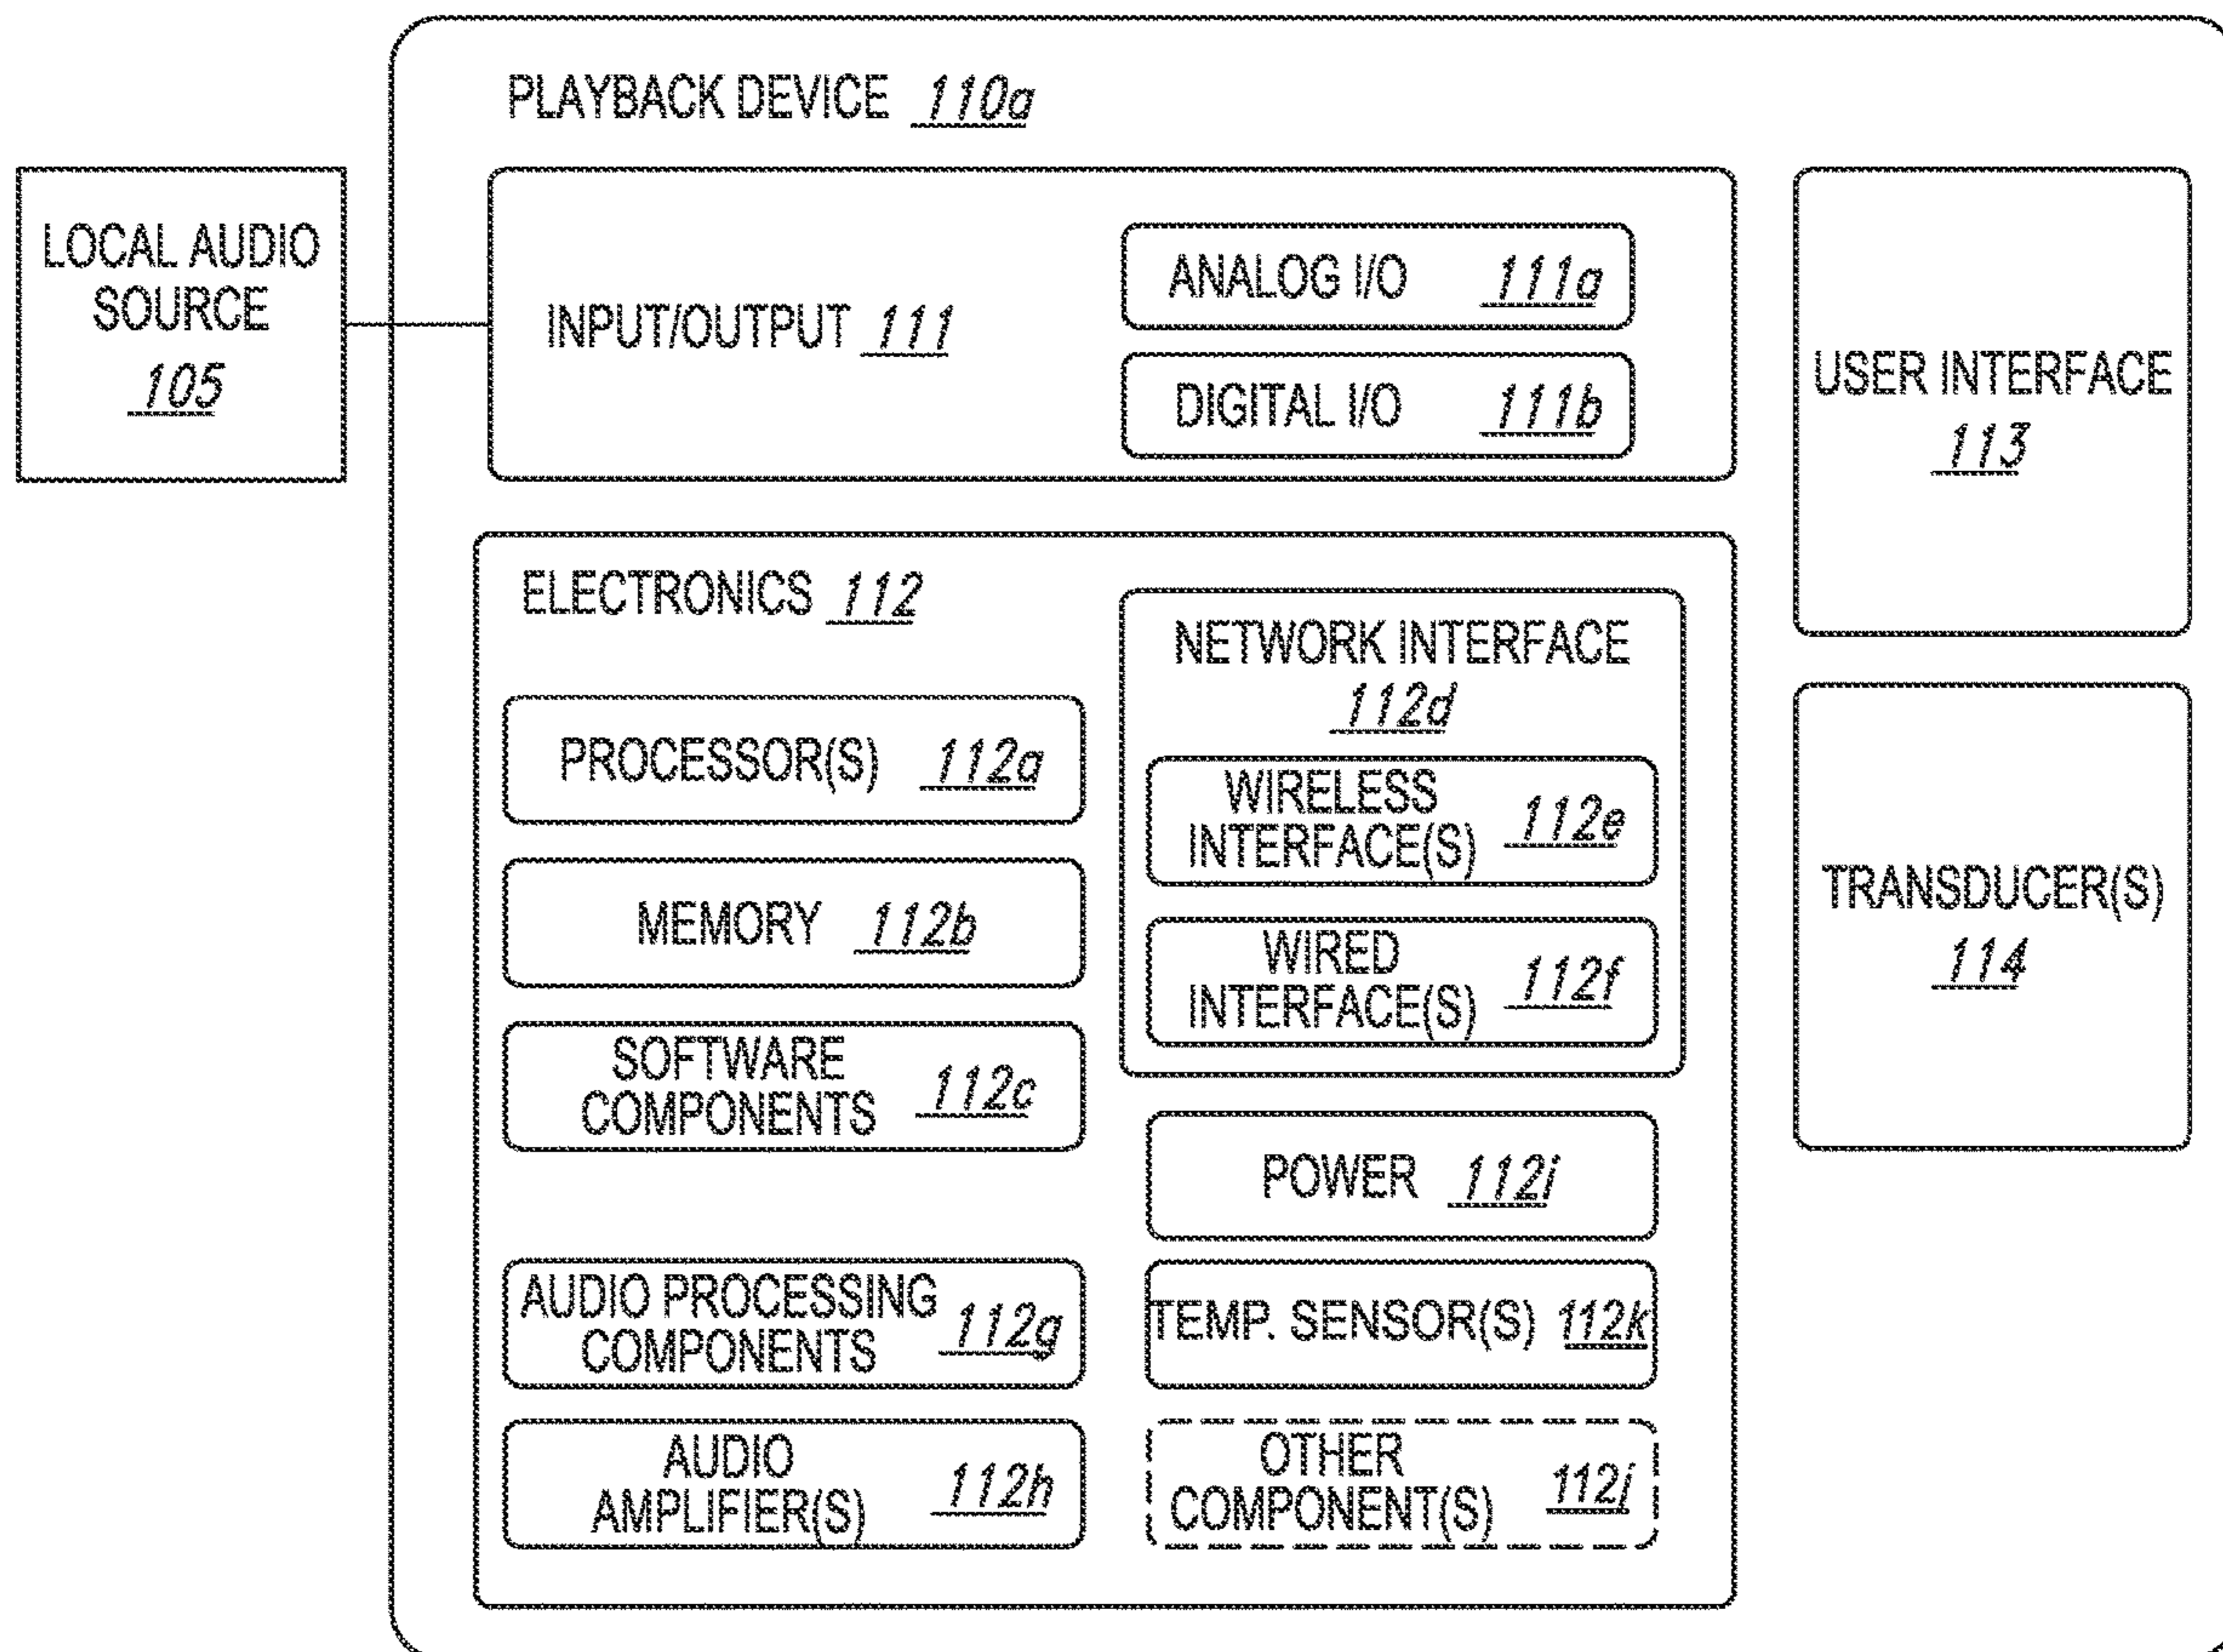 PLAYBACK DEVICE 110a
LOCAL AUDIO
SOURCE
105
INPUT/OUTPUT 111
ANALOG I/O 111a
DIGITAL I/O 111b
USER INTERFACE
113
ELECTRONICS 112
PROCESSOR(S) 112a
MEMORY 112b
SOFTWARE
COMPONENTS 112c
AUDIO PROCESSING
COMPONENTS 112g
AUDIO
AMPLIFIER(S) 112h
NETWORK INTERFACE
112d
WIRELESS
INTERFACE(S) 112e
WIRED
INTERFACE(S) 112f
POWER 112i
TEMP. SENSOR(S) 112k
OTHER
COMPONENT(S) 112j
TRANSDUCER(S)
114